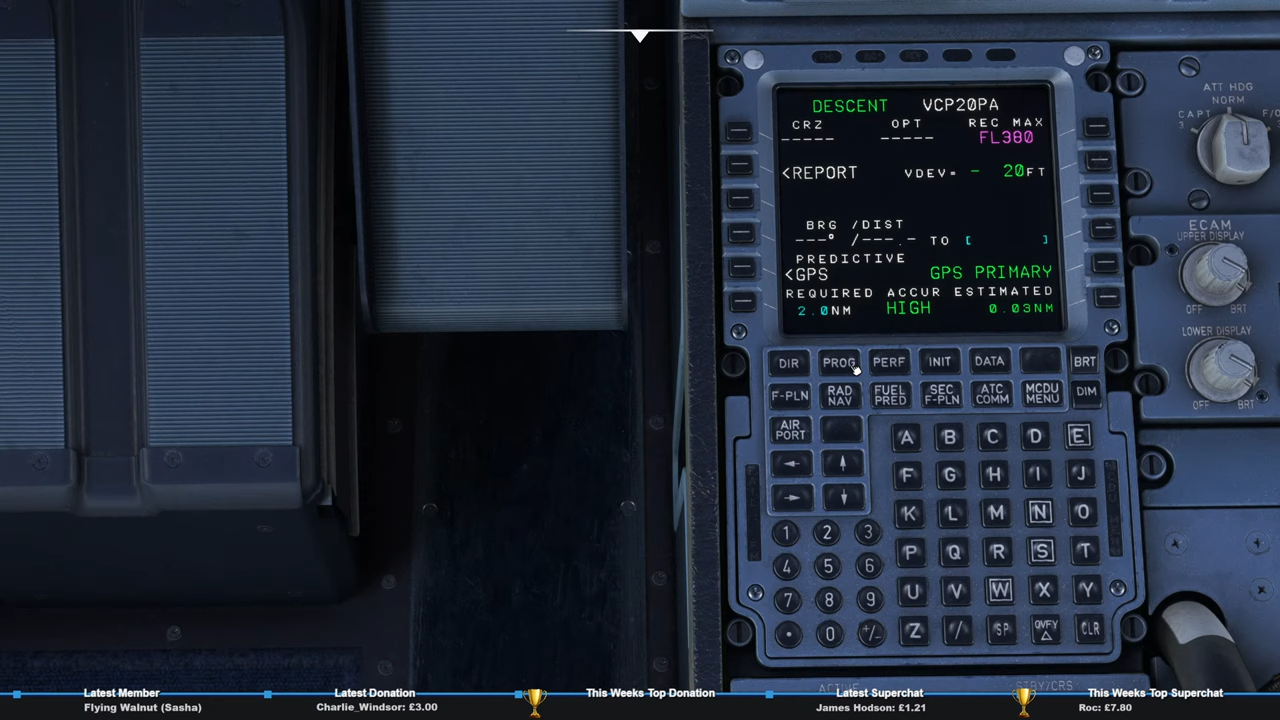 DESCENT VCP20PA
CRZ OPT REC MAX
----- ----- FL380
<REPORT VDEV= - 20FT
BRG /DIST
---° /---.- TO [ ]
PREDICTIVE
<GPS GPS PRIMARY
REQUIRED ACCUR ESTIMATED
2.0NM HIGH 0.03NM
DIR PROG PERF INIT DATA BRT
F-PLN RAD NAV FUEL PRED SEC F-PLN ATC COMM MCDU MENU DIM
AIR PORT
A B C D E
F G H I J
K L M N O
1 2 3
P Q R S T
4 5 6
U V W X Y
7 8 9
Z / SP OVFY Δ CLR
. 0 +/-
ATT HDG
NORM
CAPT 3 F/O
ECAM
UPPER DISPLAY
OFF BRT
LOWER DISPLAY
OFF BRT
ACTIVE STBY/CRS
Latest Member
Flying Walnut (Sasha)
Latest Donation
Charlie_Windsor: £3.00
This Weeks Top Donation
Latest Superchat
James Hodson: £1.21
This Weeks Top Superchat
Roc: £7.80